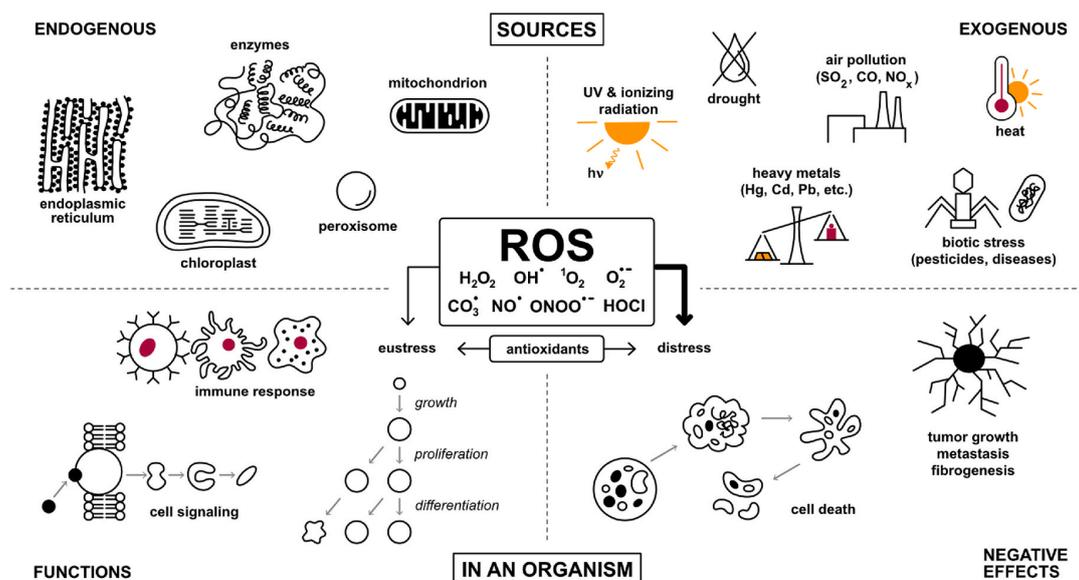 ENDOGENOUS
SOURCES
EXOGENOUS
enzymes
mitochondrion
endoplasmic
reticulum
chloroplast
peroxisome
UV & ionizing
radiation
hν
drought
air pollution
(SO₂, CO, NOₓ)
heat
heavy metals
(Hg, Cd, Pb, etc.)
biotic stress
(pesticides, diseases)
ROS
H₂O₂ OH• ¹O₂ O₂•−
CO₃•̄ NO• ONOO•− HOCl
eustress
antioxidants
distress
immune response
growth
proliferation
differentiation
cell signaling
cell death
tumor growth
metastasis
fibrogenesis
FUNCTIONS
IN AN ORGANISM
NEGATIVE
EFFECTS